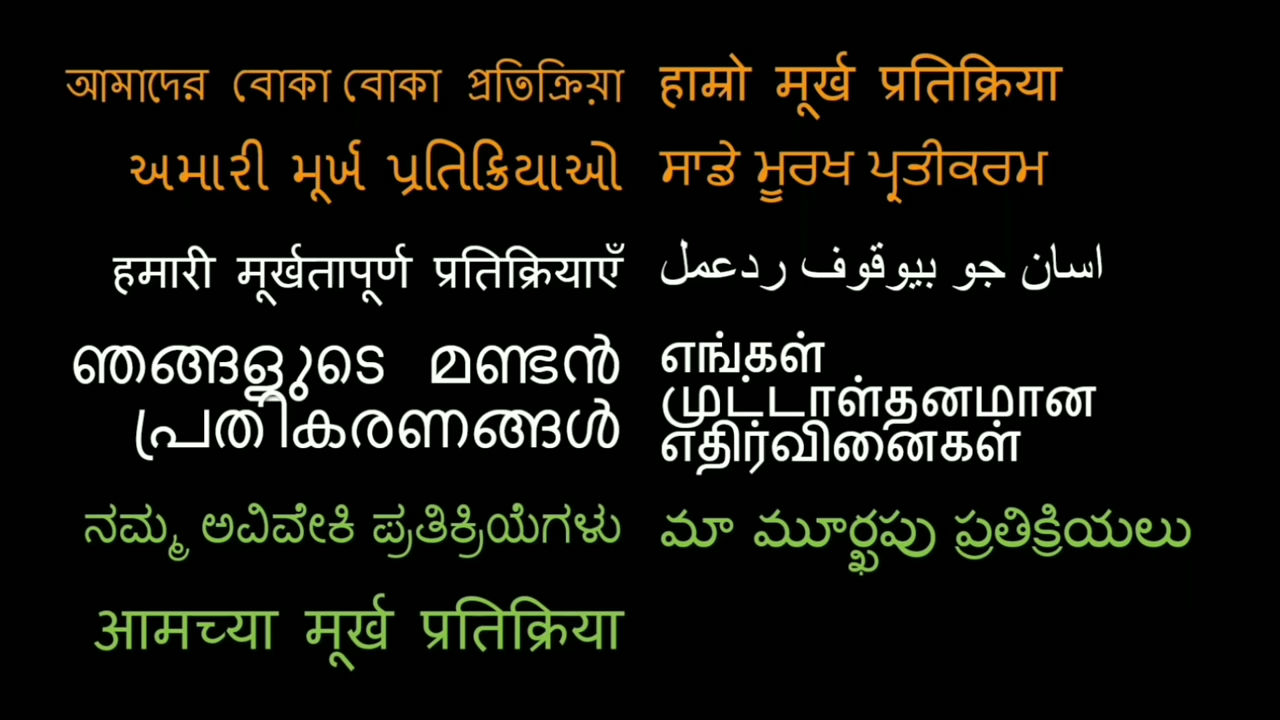 আমাদের বোকা বোকা প্রতিক্রিয়া
हाम्रो मूर्ख प्रतिक्रिया
અમારી મૂર્ખ પ્રતિક્રિયાઓ
ਸਾਡੇ ਮੂਰਖ ਪ੍ਰਤੀਕਰਮ
हमारी मूर्खतापूर्ण प्रतिक्रियाएँ
اسان جو بيوقوف ردعمل
ഞങ്ങളുടെ മണ്ടൻ
പ്രതികരണങ്ങൾ
எங்கள்
முட்டாள்தனமான
எதிர்வினைகள்
ನಮ್ಮ ಅವಿವೇಕಿ ಪ್ರತಿಕ್ರಿಯೆಗಳು
మా మూర్ఖపు ప్రతిక్రియలు
आमच्या मूर्ख प्रतिक्रिया